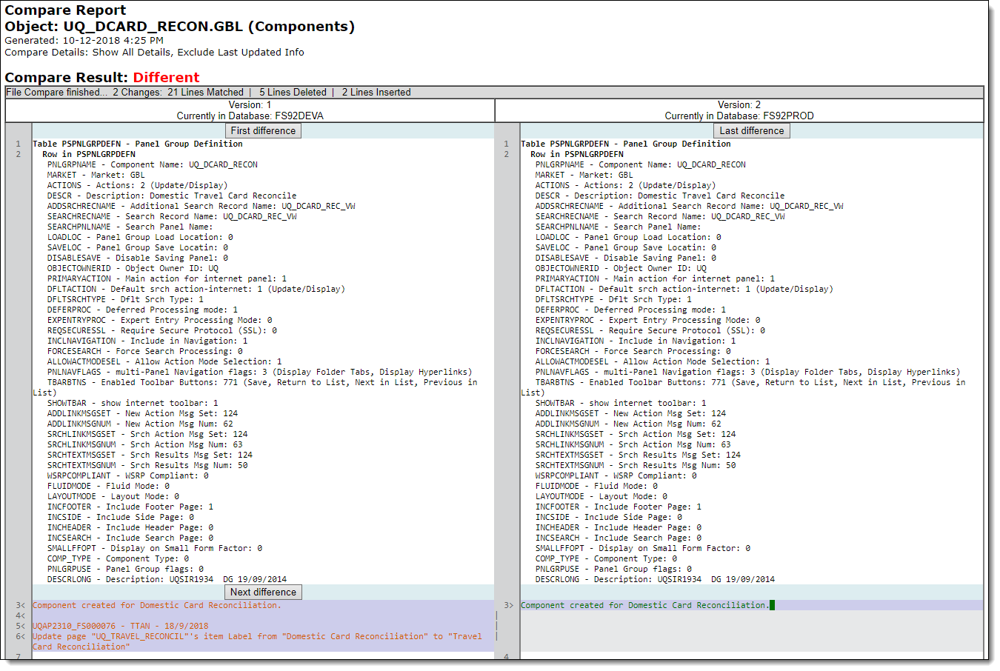 Compare Report
Object: UQ_DCARD_RECON.GBL (Components)
Generated: 10-12-2018 4:25 PM
Compare Details: Show All Details, Exclude Last Updated Info
Compare Result: Different
File Compare finished... 2 Changes: 21 Lines Matched | 5 Lines Deleted | 2 Lines Inserted
Version: 1
Currently in Database: FS92DEVA
First difference
1 Table PSPNLGRPDEFN - Panel Group Definition
2 Row in PSPNLGRPDEFN
PNLGRPNAME - Component Name: UQ_DCARD_RECON
MARKET - Market: GBL
ACTIONS - Actions: 2 (Update/Display)
DESCR - Description: Domestic Travel Card Reconcile
ADDSRCHRECNAME - Additional Search Record Name: UQ_DCARD_REC_VW
SEARCHRECNAME - Search Record Name: UQ_DCARD_REC_VW
SEARCHPNLNAME - Search Panel Name:
LOADLOC - Panel Group Load Location: 0
SAVELOC - Panel Group Save Locatin: 0
DISABLESAVE - Disable Saving Panel: 0
OBJECTOWNERID - Object Owner ID: UQ
PRIMARYACTION - Main action for internet panel: 1
DFLTACTION - Default srch action-internet: 1 (Update/Display)
DFLTSRCHTYPE - Dflt Srch Type: 1
DEFERPROC - Deferred Processing mode: 1
EXPENTRYPROC - Expert Entry Processing Mode: 0
REQSECURESSL - Require Secure Protocol (SSL): 0
INCLNAVIGATION - Include in Navigation: 1
FORCESEARCH - Force Search Processing: 0
ALLOWACTMODESEL - Allow Action Mode Selection: 1
PNLNAVFLAGS - multi-Panel Navigation flags: 3 (Display Folder Tabs, Display Hyperlinks)
TBARBTNS - Enabled Toolbar Buttons: 771 (Save, Return to List, Next in List, Previous in
List)
SHOWTBAR - show internet toolbar: 1
ADDLINKMSGSET - New Action Msg Set: 124
ADDLINKMSGNUM - New Action Msg Num: 62
SRCHLINKMSGSET - Srch Action Msg Set: 124
SRCHLINKMSGNUM - Srch Action Msg Num: 63
SRCHTEXTMSGSET - Srch Results Msg Set: 124
SRCHTEXTMSGNUM - Srch Results Msg Num: 50
WSRPCOMPLIANT - WSRP Compliant: 0
FLUIDMODE - Fluid Mode: 0
LAYOUTMODE - Layout Mode: 0
INCFOOTER - Include Footer Page: 1
INCSIDE - Include Side Page: 0
INCHEADER - Include Header Page: 0
INCSEARCH - Include Search Page: 0
SMALLFFOPT - Display on Small Form Factor: 0
COMP_TYPE - Component Type: 0
PNLGRPUSE - Panel Group flags: 0
DESCRLONG - Description: UQSIR1934 DG 19/09/2014
Next difference
3< Component created for Domestic Card Reconciliation.
4<
5< UQAP2310_FS000076 - TTAN - 18/9/2018
6< Update page "UQ_TRAVEL_RECONCIL"'s item Label from "Domestic Card Reconciliation" to "Travel
Card Reconciliation"
7
Version: 2
Currently in Database: FS92PROD
Last difference
1 Table PSPNLGRPDEFN - Panel Group Definition
2 Row in PSPNLGRPDEFN
PNLGRPNAME - Component Name: UQ_DCARD_RECON
MARKET - Market: GBL
ACTIONS - Actions: 2 (Update/Display)
DESCR - Description: Domestic Travel Card Reconcile
ADDSRCHRECNAME - Additional Search Record Name: UQ_DCARD_REC_VW
SEARCHRECNAME - Search Record Name: UQ_DCARD_REC_VW
SEARCHPNLNAME - Search Panel Name:
LOADLOC - Panel Group Load Location: 0
SAVELOC - Panel Group Save Locatin: 0
DISABLESAVE - Disable Saving Panel: 0
OBJECTOWNERID - Object Owner ID: UQ
PRIMARYACTION - Main action for internet panel: 1
DFLTACTION - Default srch action-internet: 1 (Update/Display)
DFLTSRCHTYPE - Dflt Srch Type: 1
DEFERPROC - Deferred Processing mode: 1
EXPENTRYPROC - Expert Entry Processing Mode: 0
REQSECURESSL - Require Secure Protocol (SSL): 0
INCLNAVIGATION - Include in Navigation: 1
FORCESEARCH - Force Search Processing: 0
ALLOWACTMODESEL - Allow Action Mode Selection: 1
PNLNAVFLAGS - multi-Panel Navigation flags: 3 (Display Folder Tabs, Display Hyperlinks)
TBARBTNS - Enabled Toolbar Buttons: 771 (Save, Return to List, Next in List, Previous in
List)
SHOWTBAR - show internet toolbar: 1
ADDLINKMSGSET - New Action Msg Set: 124
ADDLINKMSGNUM - New Action Msg Num: 62
SRCHLINKMSGSET - Srch Action Msg Set: 124
SRCHLINKMSGNUM - Srch Action Msg Num: 63
SRCHTEXTMSGSET - Srch Results Msg Set: 124
SRCHTEXTMSGNUM - Srch Results Msg Num: 50
WSRPCOMPLIANT - WSRP Compliant: 0
FLUIDMODE - Fluid Mode: 0
LAYOUTMODE - Layout Mode: 0
INCFOOTER - Include Footer Page: 1
INCSIDE - Include Side Page: 0
INCHEADER - Include Header Page: 0
INCSEARCH - Include Search Page: 0
SMALLFFOPT - Display on Small Form Factor: 0
COMP_TYPE - Component Type: 0
PNLGRPUSE - Panel Group flags: 0
DESCRLONG - Description: UQSIR1934 DG 19/09/2014
3> Component created for Domestic Card Reconciliation.
4